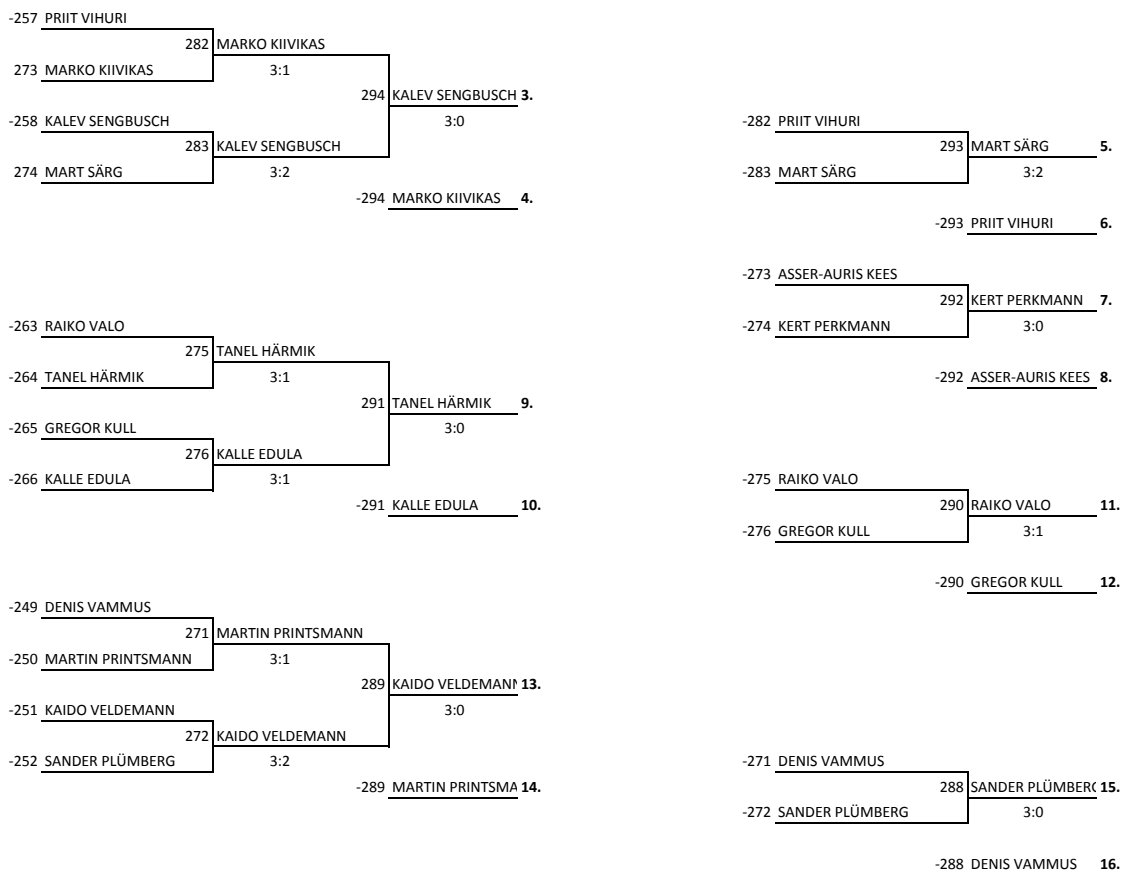 -257 PRIIT VIHURI
282 MARKO KIIVIKAS
273 MARKO KIIVIKAS 3:1
294 KALEV SENGBUSCH 3.
-258 KALEV SENGBUSCH 3:0
283 KALEV SENGBUSCH
274 MART SÄRG 3:2
-294 MARKO KIIVIKAS 4.
-282 PRIIT VIHURI
293 MART SÄRG 5.
-283 MART SÄRG 3:2
-293 PRIIT VIHURI 6.
-273 ASSER-AURIS KEES
292 KERT PERKMANN 7.
-274 KERT PERKMANN 3:0
-292 ASSER-AURIS KEES 8.
-263 RAIKO VALO
275 TANEL HÄRMIK
-264 TANEL HÄRMIK 3:1
291 TANEL HÄRMIK 9.
-265 GREGOR KULL 3:0
276 KALLE EDULA
-266 KALLE EDULA 3:1
-291 KALLE EDULA 10.
-275 RAIKO VALO
290 RAIKO VALO 11.
-276 GREGOR KULL 3:1
-290 GREGOR KULL 12.
-249 DENIS VAMMUS
271 MARTIN PRINTSMANN
-250 MARTIN PRINTSMANN 3:1
289 KAIDO VELDEMANN 13.
-251 KAIDO VELDEMANN 3:0
272 KAIDO VELDEMANN
-252 SANDER PLÜMBERG 3:2
-289 MARTIN PRINTSMA 14.
-271 DENIS VAMMUS
288 SANDER PLÜMBERG 15.
-272 SANDER PLÜMBERG 3:0
-288 DENIS VAMMUS 16.